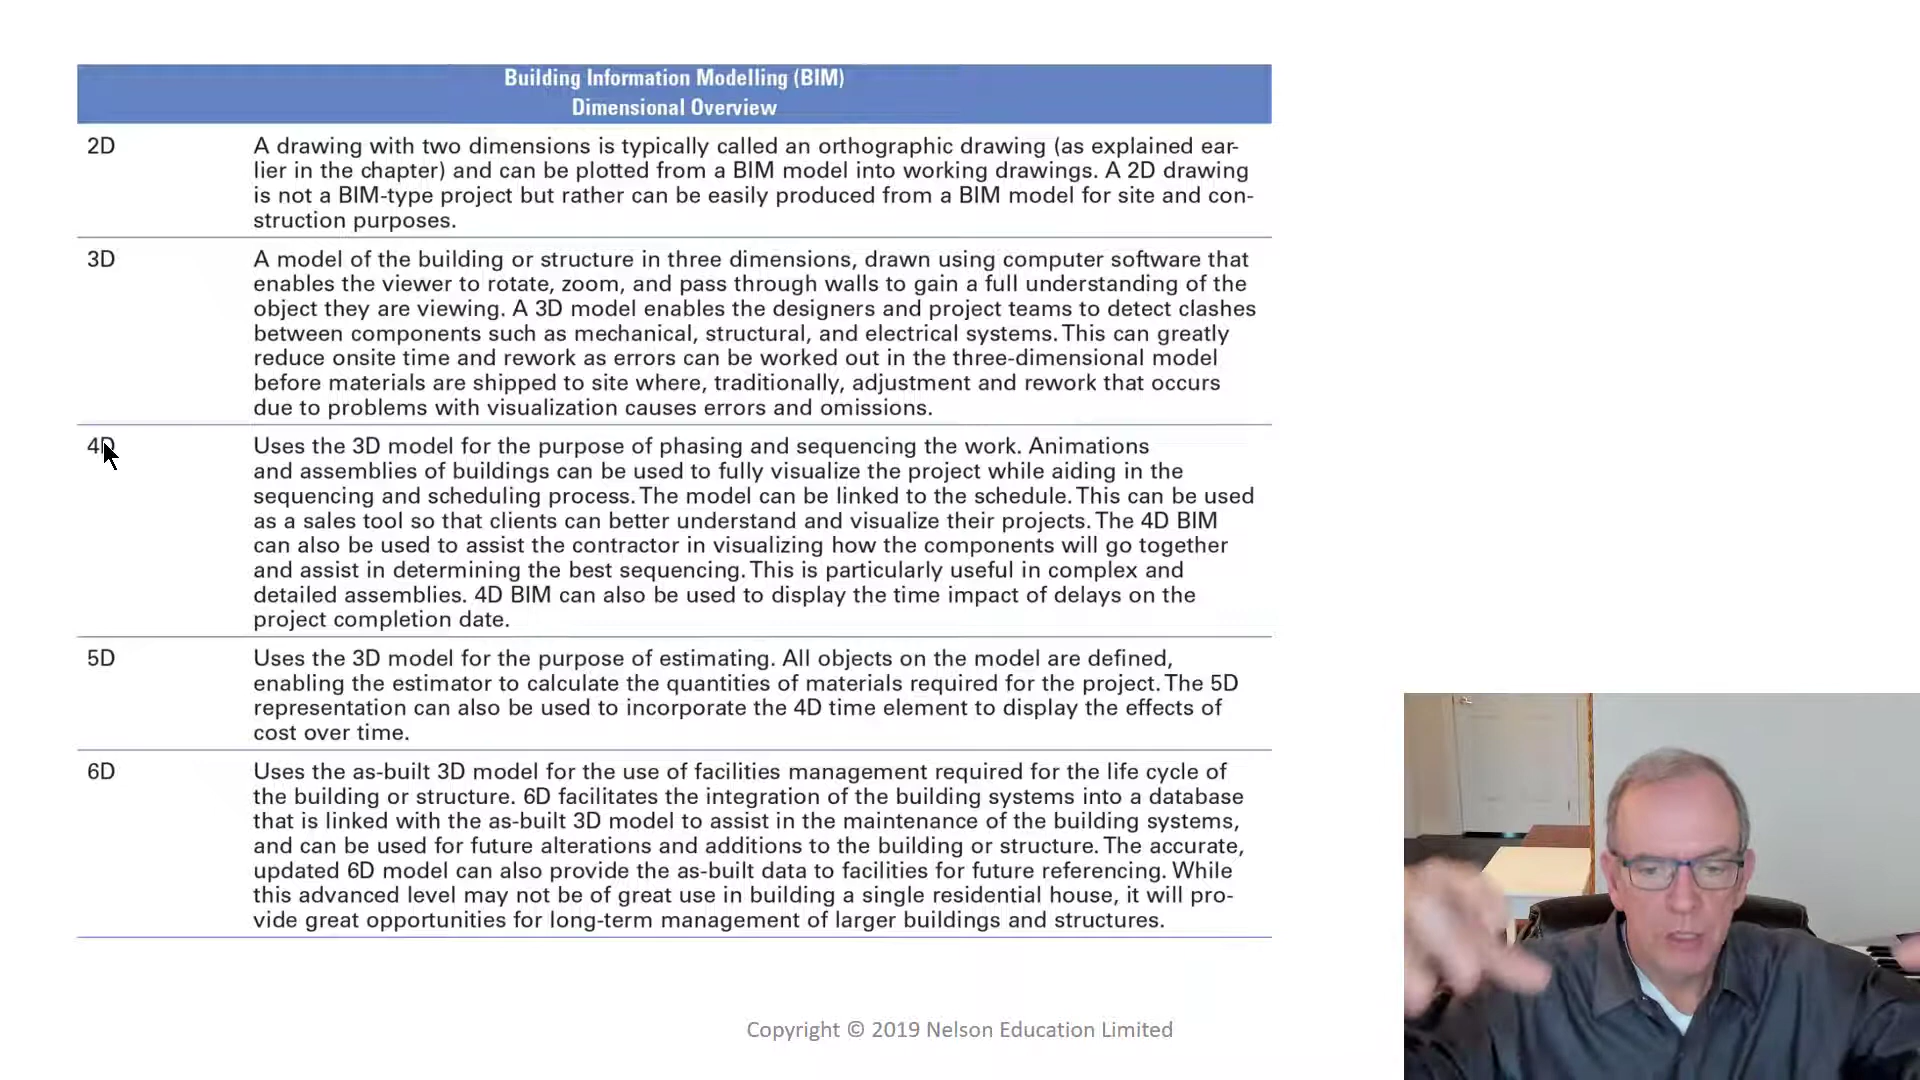 Building Information Modelling (BIM)
Dimensional Overview
2D
A drawing with two dimensions is typically called an orthographic drawing (as explained ear-
lier in the chapter) and can be plotted from a BIM model into working drawings. A 2D drawing
is not a BIM-type project but rather can be easily produced from a BIM model for site and con-
struction purposes.
3D
A model of the building or structure in three dimensions, drawn using computer software that
enables the viewer to rotate, zoom, and pass through walls to gain a full understanding of the
object they are viewing. A 3D model enables the designers and project teams to detect clashes
between components such as mechanical, structural, and electrical systems. This can greatly
reduce onsite time and rework as errors can be worked out in the three-dimensional model
before materials are shipped to site where, traditionally, adjustment and rework that occurs
due to problems with visualization causes errors and omissions.
4D
Uses the 3D model for the purpose of phasing and sequencing the work. Animations
and assemblies of buildings can be used to fully visualize the project while aiding in the
sequencing and scheduling process. The model can be linked to the schedule. This can be used
as a sales tool so that clients can better understand and visualize their projects. The 4D BIM
can also be used to assist the contractor in visualizing how the components will go together
and assist in determining the best sequencing. This is particularly useful in complex and
detailed assemblies. 4D BIM can also be used to display the time impact of delays on the
project completion date.
5D
Uses the 3D model for the purpose of estimating. All objects on the model are defined,
enabling the estimator to calculate the quantities of materials required for the project. The 5D
representation can also be used to incorporate the 4D time element to display the effects of
cost over time.
6D
Uses the as-built 3D model for the use of facilities management required for the life cycle of
the building or structure. 6D facilitates the integration of the building systems into a database
that is linked with the as-built 3D model to assist in the maintenance of the building systems,
and can be used for future alterations and additions to the building or structure. The accurate,
updated 6D model can also provide the as-built data to facilities for future referencing. While
this advanced level may not be of great use in building a single residential house, it will pro-
vide great opportunities for long-term management of larger buildings and structures.
Copyright © 2019 Nelson Education Limited